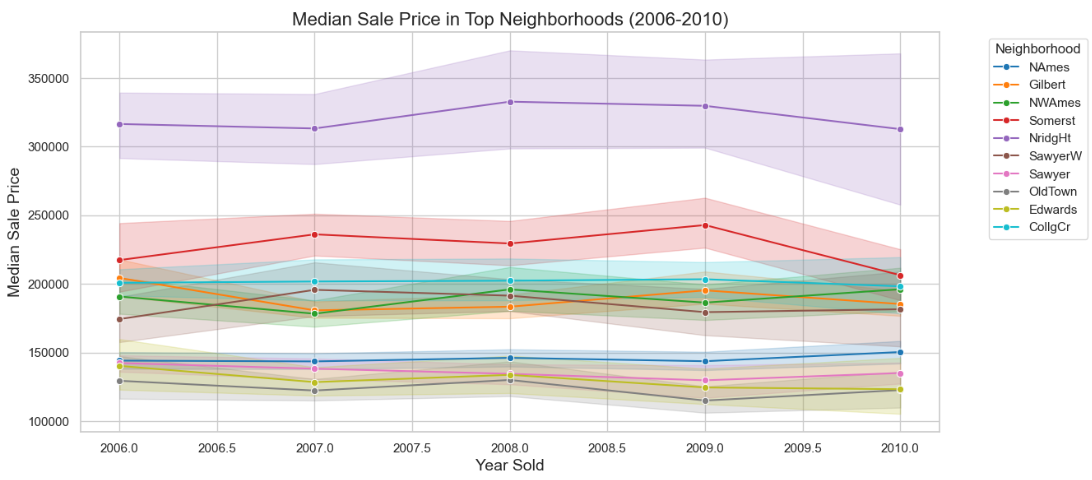 Median Sale Price in Top Neighborhoods (2006-2010)
Median Sale Price
350000
300000
250000
200000
150000
100000
2006.0 2006.5 2007.0 2007.5 2008.0 2008.5 2009.0 2009.5 2010.0
Year Sold
Neighborhood
NAmes
Gilbert
NWAmes
Somerst
NridgHt
SawyerW
Sawyer
OldTown
Edwards
CollgCr